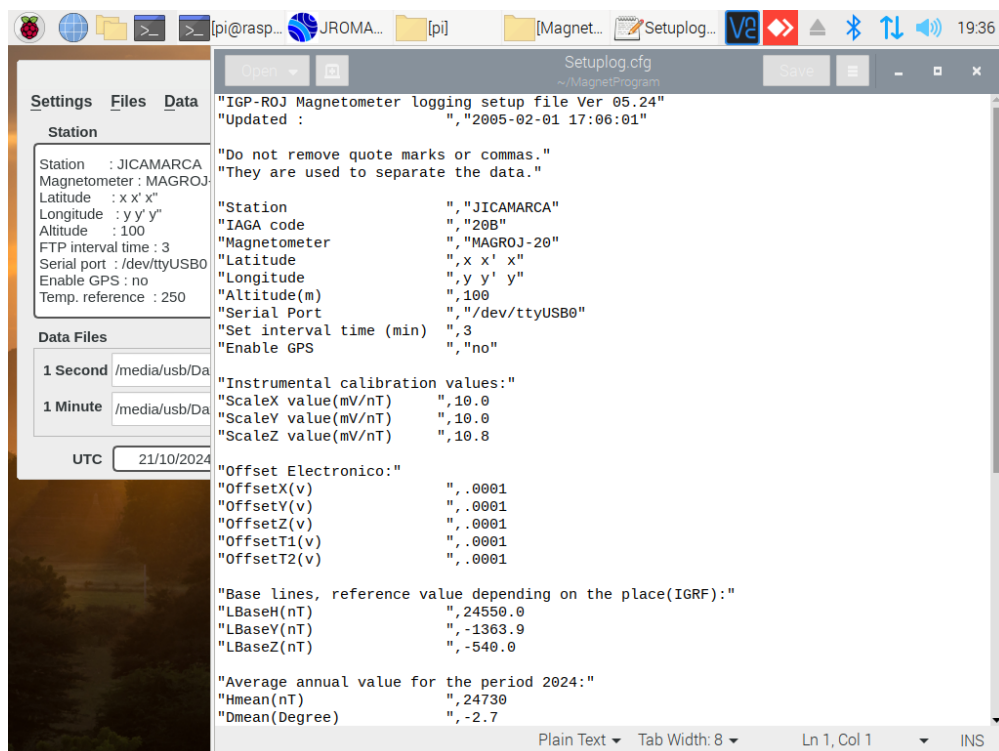 [pi@rasp... JROMA... [pi] [Magnet... Setuplog... 19:36
Open Setuplog.cfg Save
~/MagnetProgram
Settings Files Data
Station
Station : JICAMARCA
Magnetometer : MAGROJ-
Latitude : x x' x"
Longitude : y y' y"
Altitude : 100
FTP interval time : 3
Serial port : /dev/ttyUSB0
Enable GPS : no
Temp. reference : 250
Data Files
1 Second /media/usb/Da
1 Minute /media/usb/Da
UTC 21/10/2024
"IGP-ROJ Magnetometer logging setup file Ver 05.24"
"Updated : ","2005-02-01 17:06:01"
"Do not remove quote marks or commas."
"They are used to separate the data."
"Station ","JICAMARCA"
"IAGA code ","20B"
"Magnetometer ","MAGROJ-20"
"Latitude ",x x' x"
"Longitude ",y y' y"
"Altitude(m) ",100
"Serial Port ","/dev/ttyUSB0"
"Set interval time (min) ",3
"Enable GPS ","no"
"Instrumental calibration values:"
"ScaleX value(mV/nT) ",10.0
"ScaleY value(mV/nT) ",10.0
"ScaleZ value(mV/nT) ",10.8
"Offset Electronico:"
"OffsetX(v) ",.0001
"OffsetY(v) ",.0001
"OffsetZ(v) ",.0001
"OffsetT1(v) ",.0001
"OffsetT2(v) ",.0001
"Base lines, reference value depending on the place(IGRF):"
"LBaseH(nT) ",24550.0
"LBaseY(nT) ",-1363.9
"LBaseZ(nT) ",-540.0
"Average annual value for the period 2024:"
"Hmean(nT) ",24730
"Dmean(Degree) ",-2.7
Plain Text Tab Width: 8 Ln 1, Col 1 INS